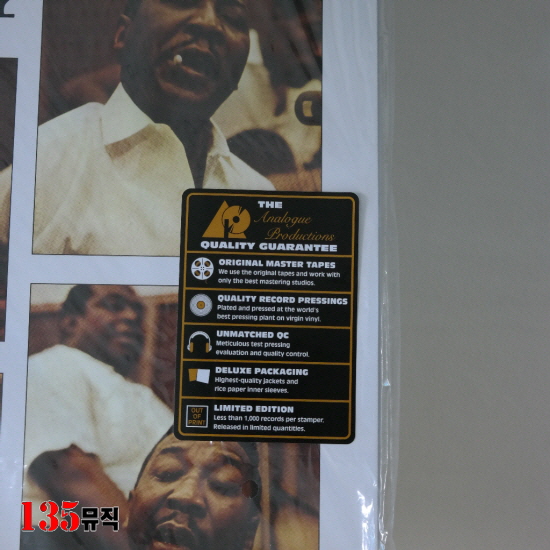 THE
Analogue
Productions
QUALITY GUARANTEE
ORIGINAL MASTER TAPES
We use the original tapes and work with
only the best mastering studios.
QUALITY RECORD PRESSINGS
Plated and pressed at the world's
best pressing plant on virgin vinyl.
UNMATCHED QC
Meticulous test pressing
evaluation and quality control.
DELUXE PACKAGING
Highest-quality jackets and
rice paper inner sleeves.
OUT
OF
PRINT
LIMITED EDITION
Less than 1,000 records per stamper.
Released in limited quantities.
135뮤직